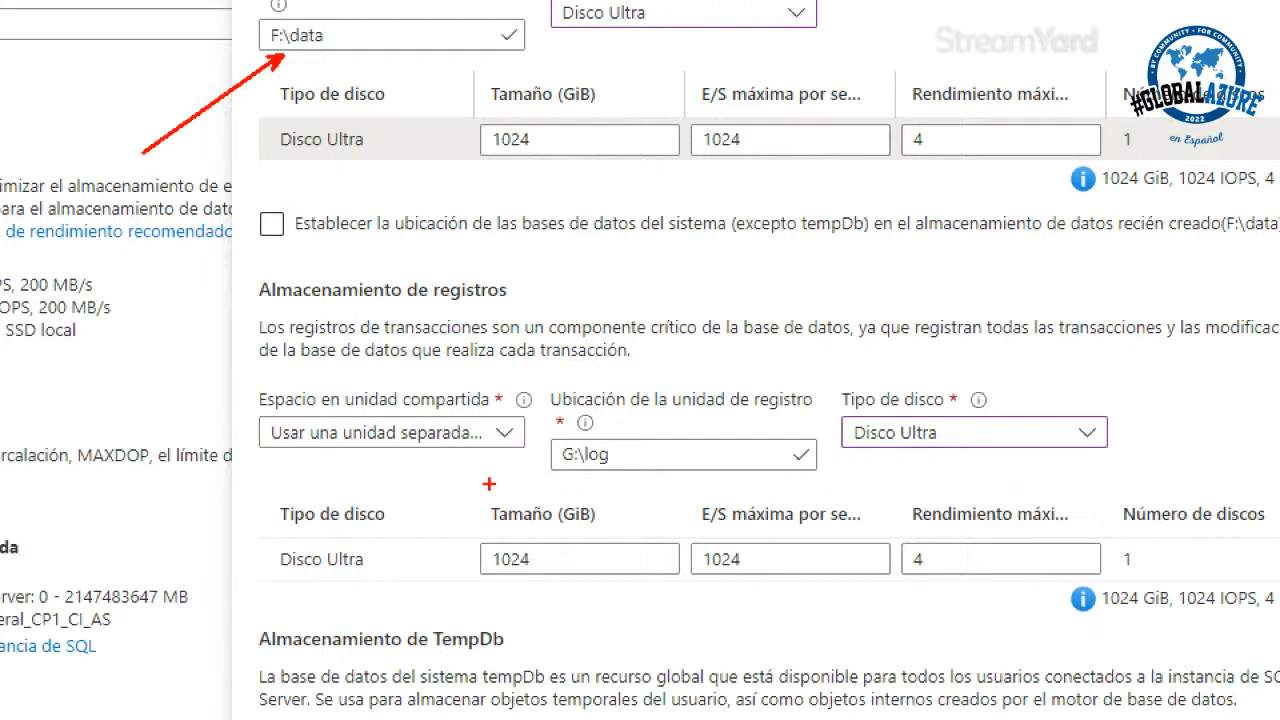 Disco Ultra
F:\data
StreamYard
BY COMMUNITY · FOR COMMUNITY
#GLOBALAZURE
2022
en Español
Tipo de disco Tamaño (GiB) E/S máxima por se... Rendimiento máxi...
Disco Ultra 1024 1024 4 1
1024 GiB, 1024 IOPS, 4
imizar el almacenamiento de e
para el almacenamiento de dato
de rendimiento recomendado
Establecer la ubicación de las bases de datos del sistema (excepto tempDb) en el almacenamiento de datos recién creado(F:\data
PS, 200 MB/s
OPS, 200 MB/s
SSD local
Almacenamiento de registros
Los registros de transacciones son un componente crítico de la base de datos, ya que registran todas las transacciones y las modificac
de la base de datos que realiza cada transacción.
Espacio en unidad compartida * Ubicación de la unidad de registro * Tipo de disco *
Usar una unidad separada... G:\log Disco Ultra
rcalación, MAXDOP, el límite d
Tipo de disco Tamaño (GiB) E/S máxima por se... Rendimiento máxi... Número de discos
Disco Ultra 1024 1024 4 1
1024 GiB, 1024 IOPS, 4
da
rver: 0 - 2147483647 MB
eral_CP1_CI_AS
ancia de SQL
Almacenamiento de TempDb
La base de datos del sistema tempDb es un recurso global que está disponible para todos los usuarios conectados a la instancia de SQ
Server. Se usa para almacenar objetos temporales del usuario, así como objetos internos creados por el motor de base de datos.